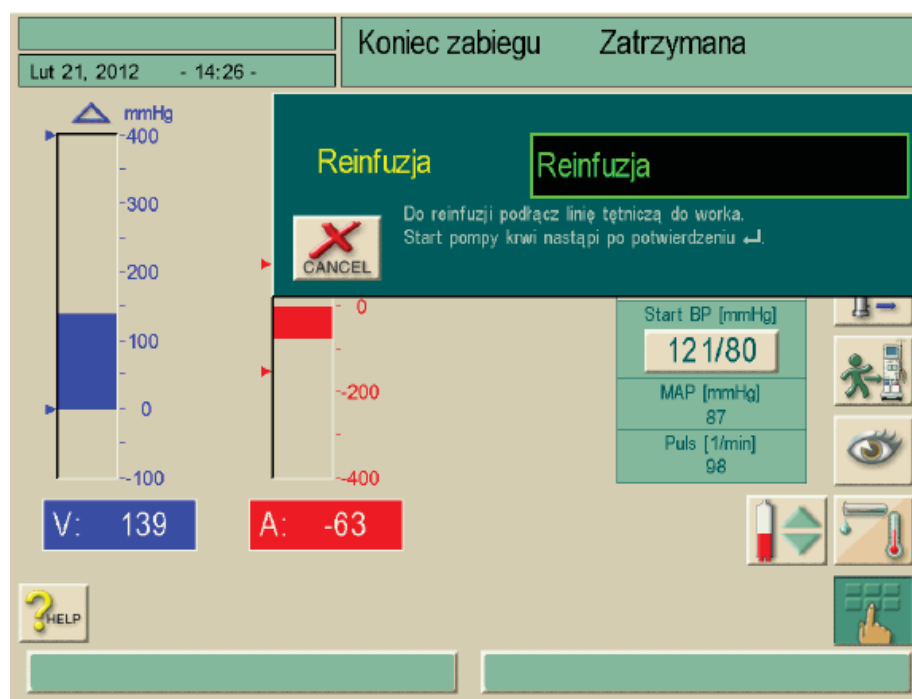 Koniec zabiegu Zatrzymana
Lut 21, 2012 - 14:26 -
mmHg
400
300
200
100
0
-100
V: 139
Reinfuzja
Reinfuzja
Do reinfuzji podłącz linię tętniczą do worka.
Start pompy krwi nastąpi po potwierdzeniu ↵.
CANCEL
0
-200
-400
A: -63
Start BP [mmHg]
121/80
MAP [mmHg]
87
Puls [1/min]
98
?HELP